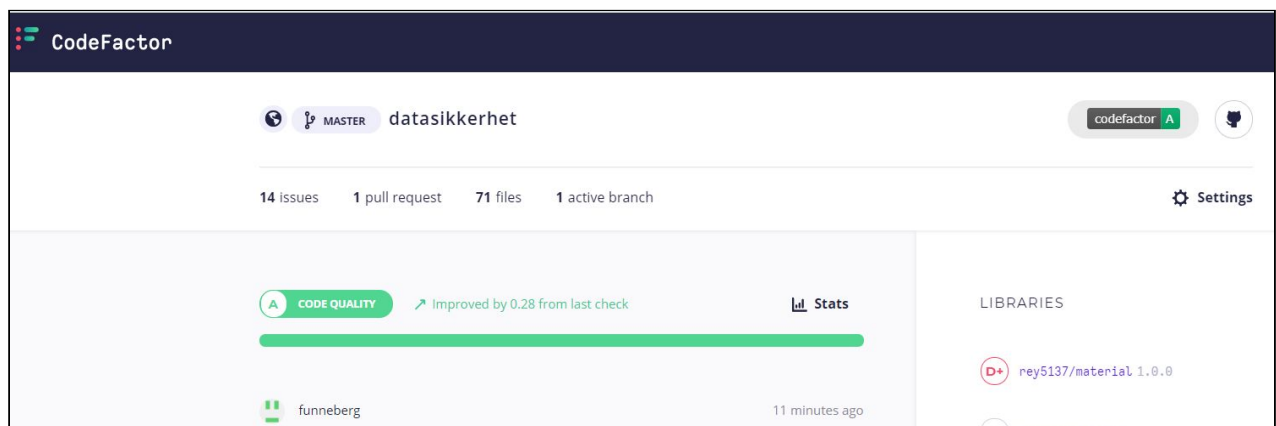 CodeFactor
MASTER datasikkerhet
codefactor A
14 issues 1 pull request 71 files 1 active branch
Settings
A CODE QUALITY Improved by 0.28 from last check Stats
funneberg 11 minutes ago
LIBRARIES
D+ rey5137/material 1.0.0